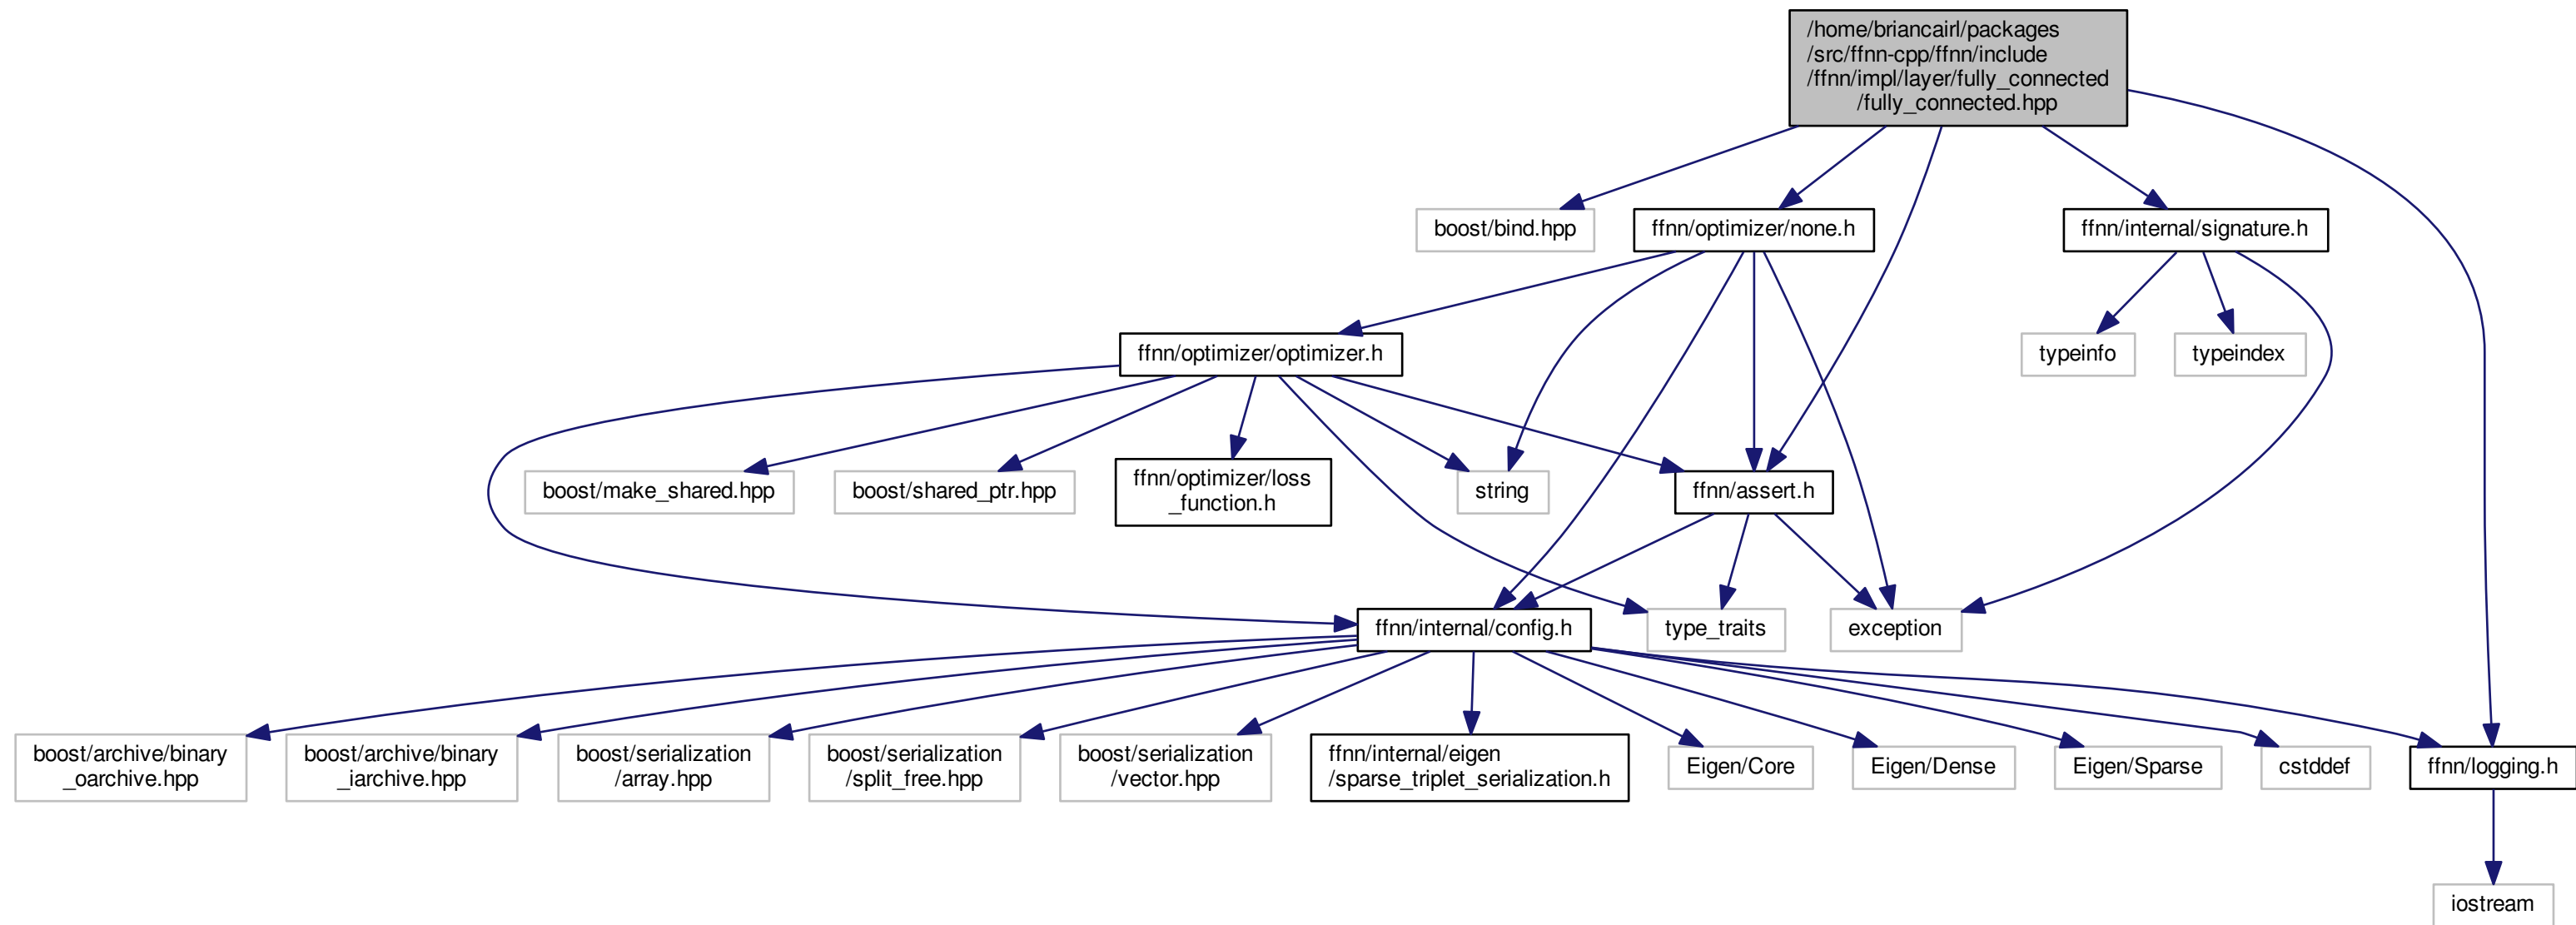 /home/briancairl/packages
/src/ffnn-cpp/ffnn/include
/ffnn/impl/layer/fully_connected
/fully_connected.hpp
boost/bind.hpp
ffnn/optimizer/none.h
ffnn/internal/signature.h
ffnn/optimizer/optimizer.h
typeinfo
typeindex
boost/make_shared.hpp
boost/shared_ptr.hpp
ffnn/optimizer/loss
_function.h
string
ffnn/assert.h
ffnn/internal/config.h
type_traits
exception
boost/archive/binary
_oarchive.hpp
boost/archive/binary
_iarchive.hpp
boost/serialization
/array.hpp
boost/serialization
/split_free.hpp
boost/serialization
/vector.hpp
ffnn/internal/eigen
/sparse_triplet_serialization.h
Eigen/Core
Eigen/Dense
Eigen/Sparse
cstddef
ffnn/logging.h
iostream